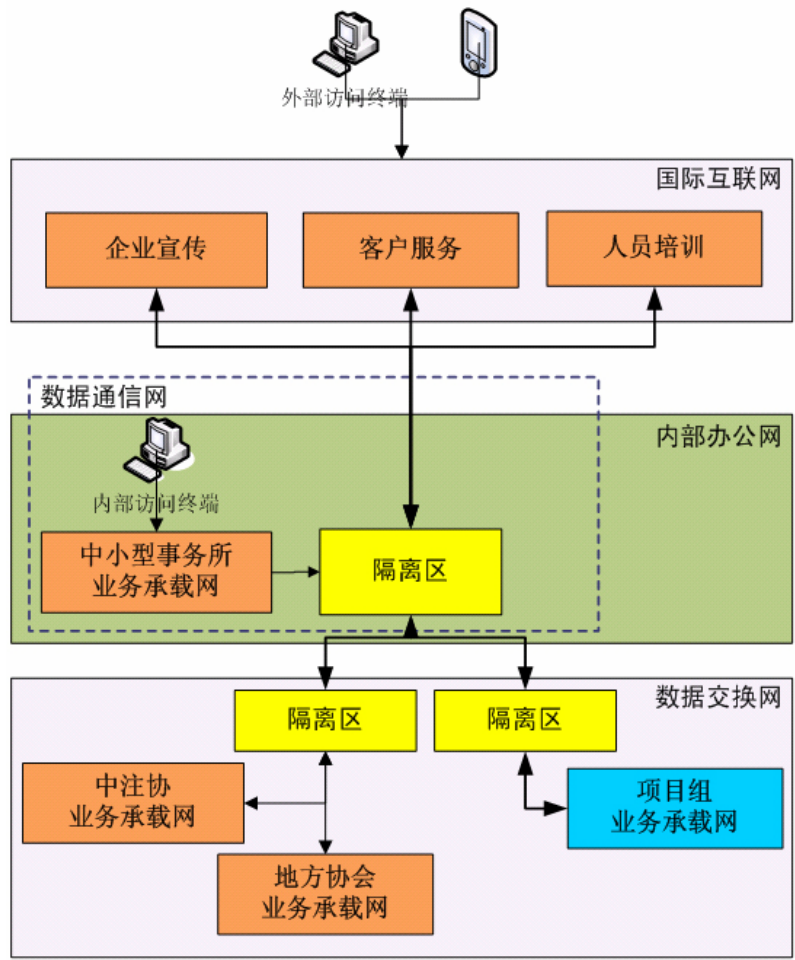 外部访问终端
国际互联网
企业宣传
客户服务
人员培训
数据通信网
内部办公网
内部访问终端
中小型事务所
业务承载网
隔离区
数据交换网
隔离区
隔离区
中注协
业务承载网
项目组
业务承载网
地方协会
业务承载网